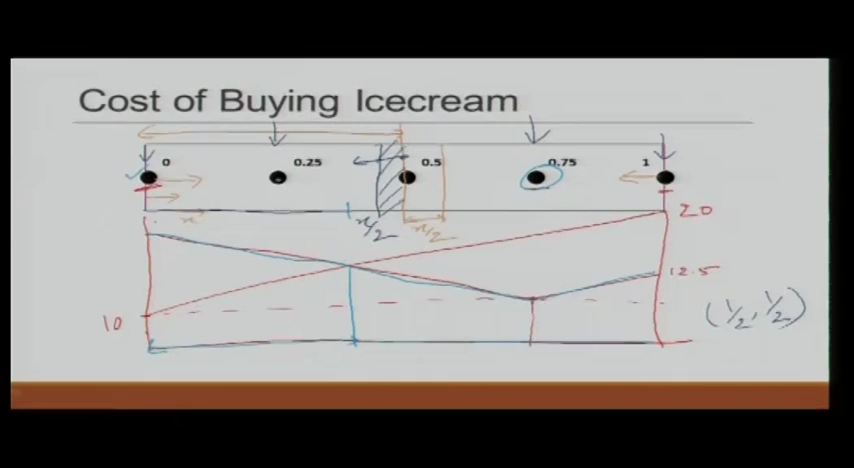 Cost of Buying Icecream
0 0.25 0.5 0.75 1
x x/2 x/2
20
12.5
10
(1/2, 1/2)